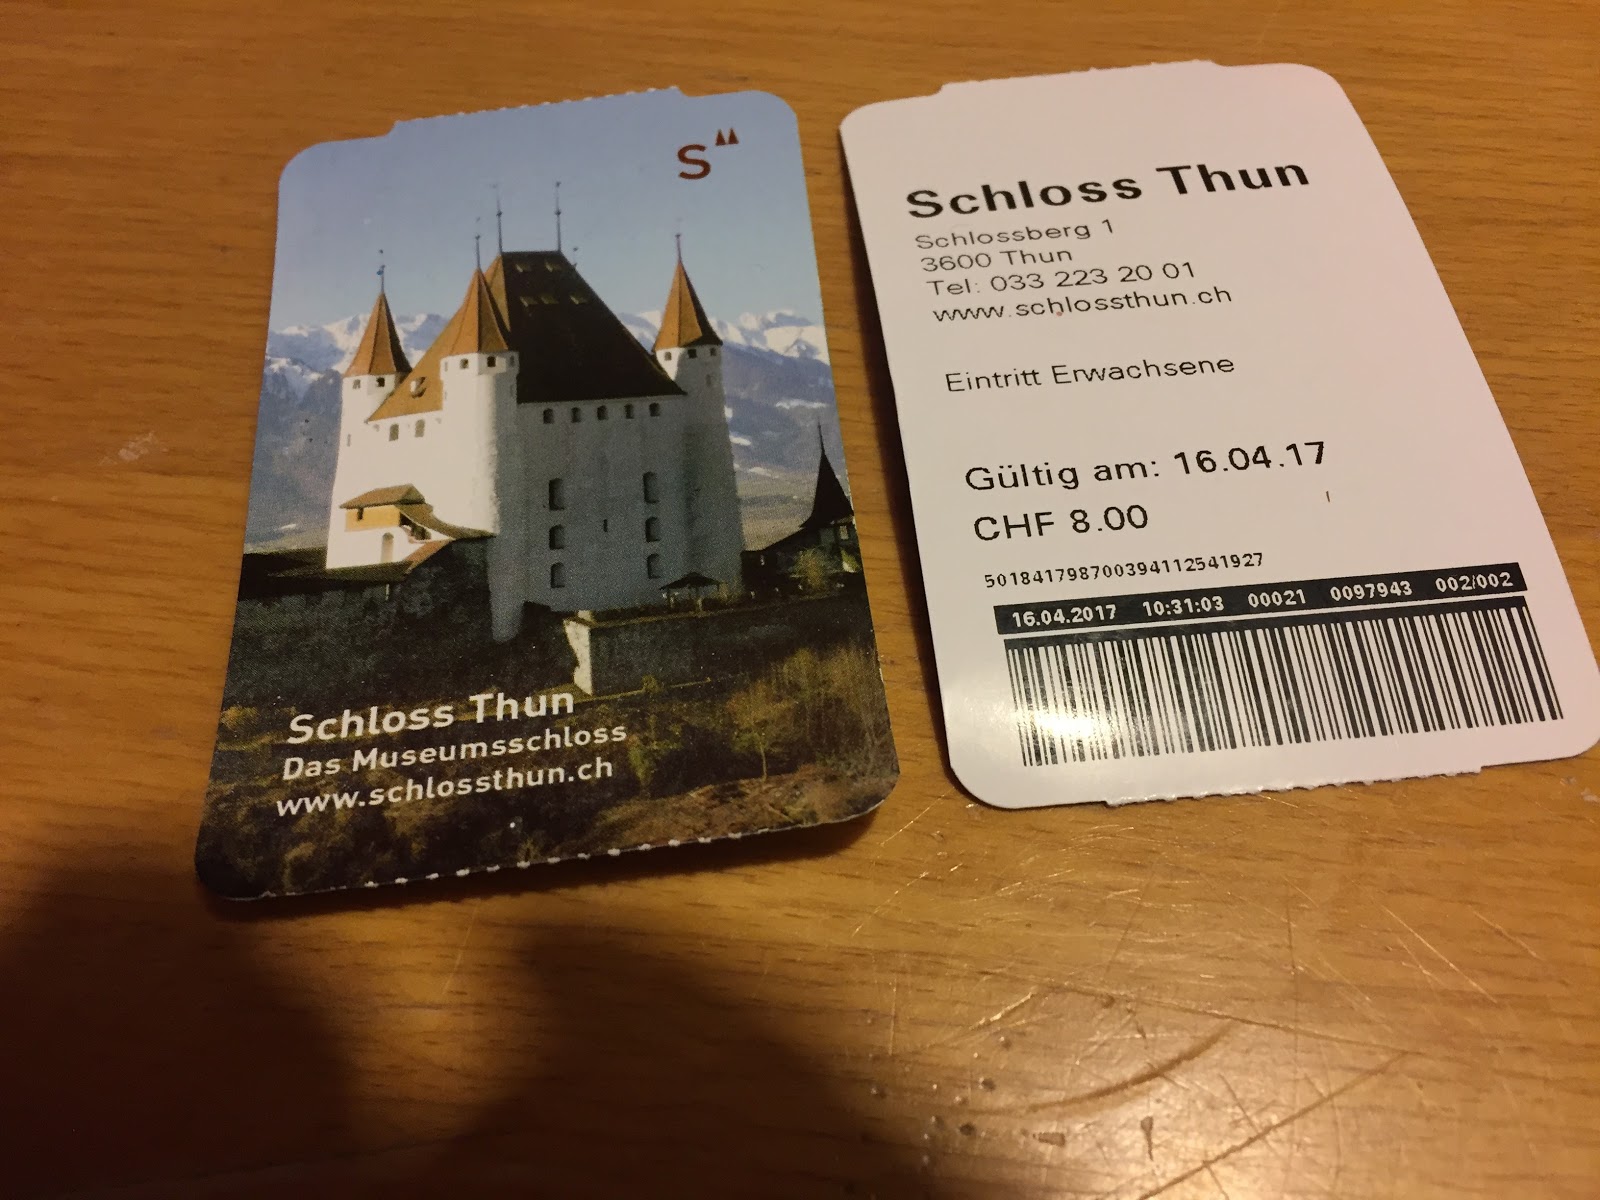 S
Schloss Thun
Das Museumsschloss
www.schlossthun.ch
Schloss Thun
Schlossberg 1
3600 Thun
Tel: 033 223 20 01
www.schlossthun.ch
Eintritt Erwachsene
Gültig am: 16.04.17
CHF 8.00
501841798700394112541927
16.04.2017 10:31:03 00021 0097943 002/002